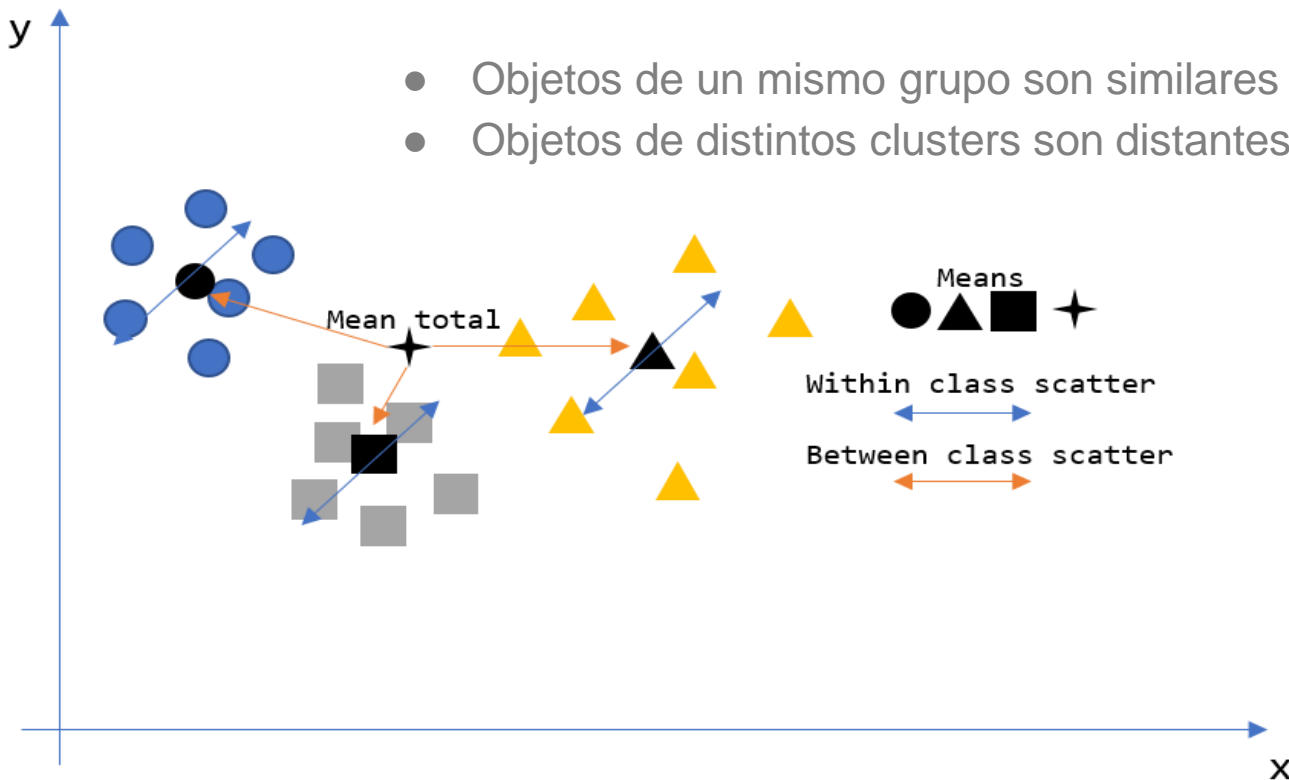 y
● Objetos de un mismo grupo son similares
● Objetos de distintos clusters son distantes
Mean total
Means
Within class scatter
Between class scatter
x